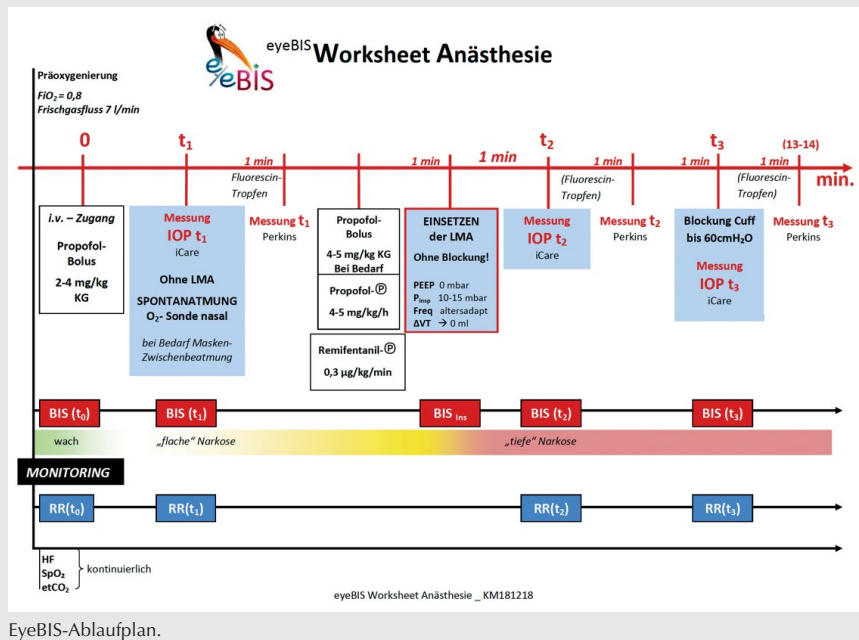 eyeBIS
eyeBIS Worksheet Anästhesie
Präoxygenierung
FiO₂ = 0,8
Frischgasfluss 7 l/min
0
t₁
t₂
t₃
(13-14)
1 min
1 min
1 min
1 min
1 min
1 min
min.
Fluorescin-
Tropfen
(Fluorescin-
Tropfen)
(Fluorescin-
Tropfen)
i.v. – Zugang
Propofol-
Bolus
2-4 mg/kg
KG
Messung
IOP t₁
iCare
Ohne LMA
SPONTANATMUNG
O₂- Sonde nasal
bei Bedarf Masken-
Zwischenbeatmung
Messung t₁
Perkins
Propofol-
Bolus
4-5 mg/kg KG
Bei Bedarf
Propofol-Ⓟ
4-5 mg/kg/h
Remifentanil-Ⓟ
0,3 µg/kg/min
EINSETZEN
der LMA
Ohne Blockung!
PEEP 0 mbar
P_Insp 10-15 mbar
Freq altersadapt
ΔVT → 0 ml
Messung
IOP t₂
iCare
Messung t₂
Perkins
Blockung Cuff
bis 60cmH₂O
Messung
IOP t₃
iCare
Messung t₃
Perkins
BIS (t₀)
BIS (t₁)
BIS Ins
BIS (t₂)
BIS (t₃)
wach
„flache" Narkose
„tiefe" Narkose
MONITORING
RR(t₀)
RR(t₁)
RR(t₂)
RR(t₃)
HF
SpO₂
etCO₂
kontinuierlich
eyeBIS Worksheet Anästhesie _ KM181218
EyeBIS-Ablaufplan.